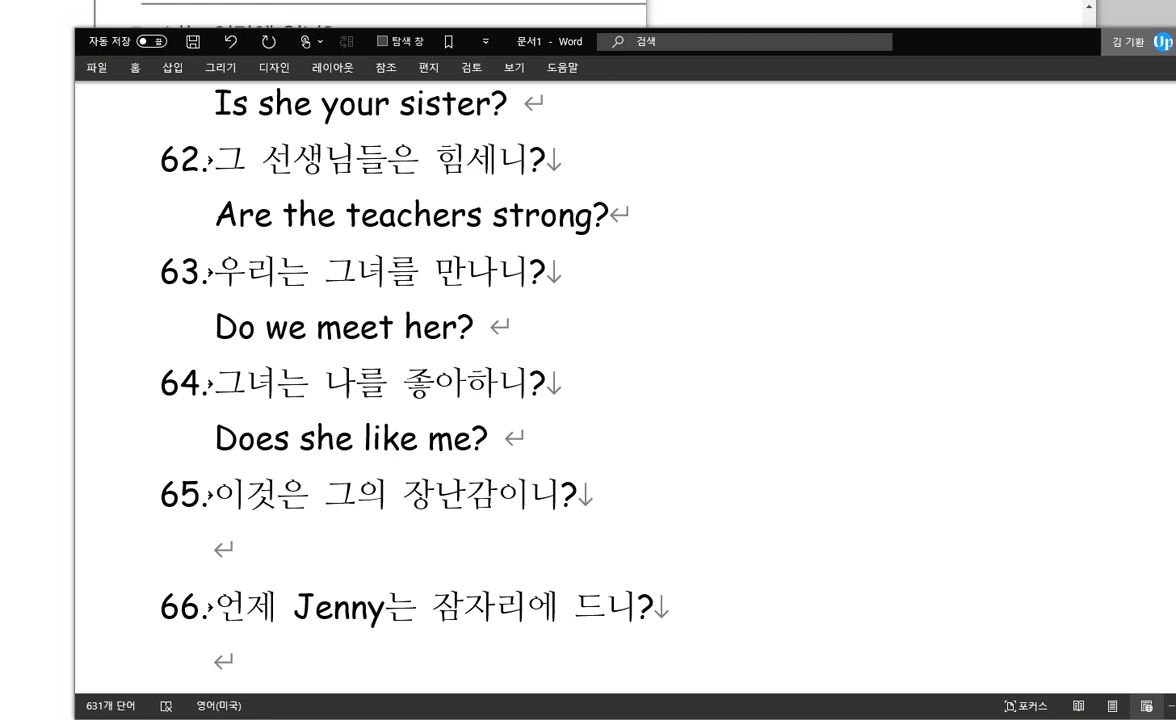 자동 저장 끔 탐색 창 문서1 - Word 검색 김 기환 Up
파일 홈 삽입 그리기 디자인 레이아웃 참조 편지 검토 보기 도움말
Is she your sister?
62. 그 선생님들은 힘세니?
Are the teachers strong?
63. 우리는 그녀를 만나니?
Do we meet her?
64. 그녀는 나를 좋아하니?
Does she like me?
65. 이것은 그의 장난감이니?
66. 언제 Jenny는 잠자리에 드니?
631개 단어 영어(미국) 포커스